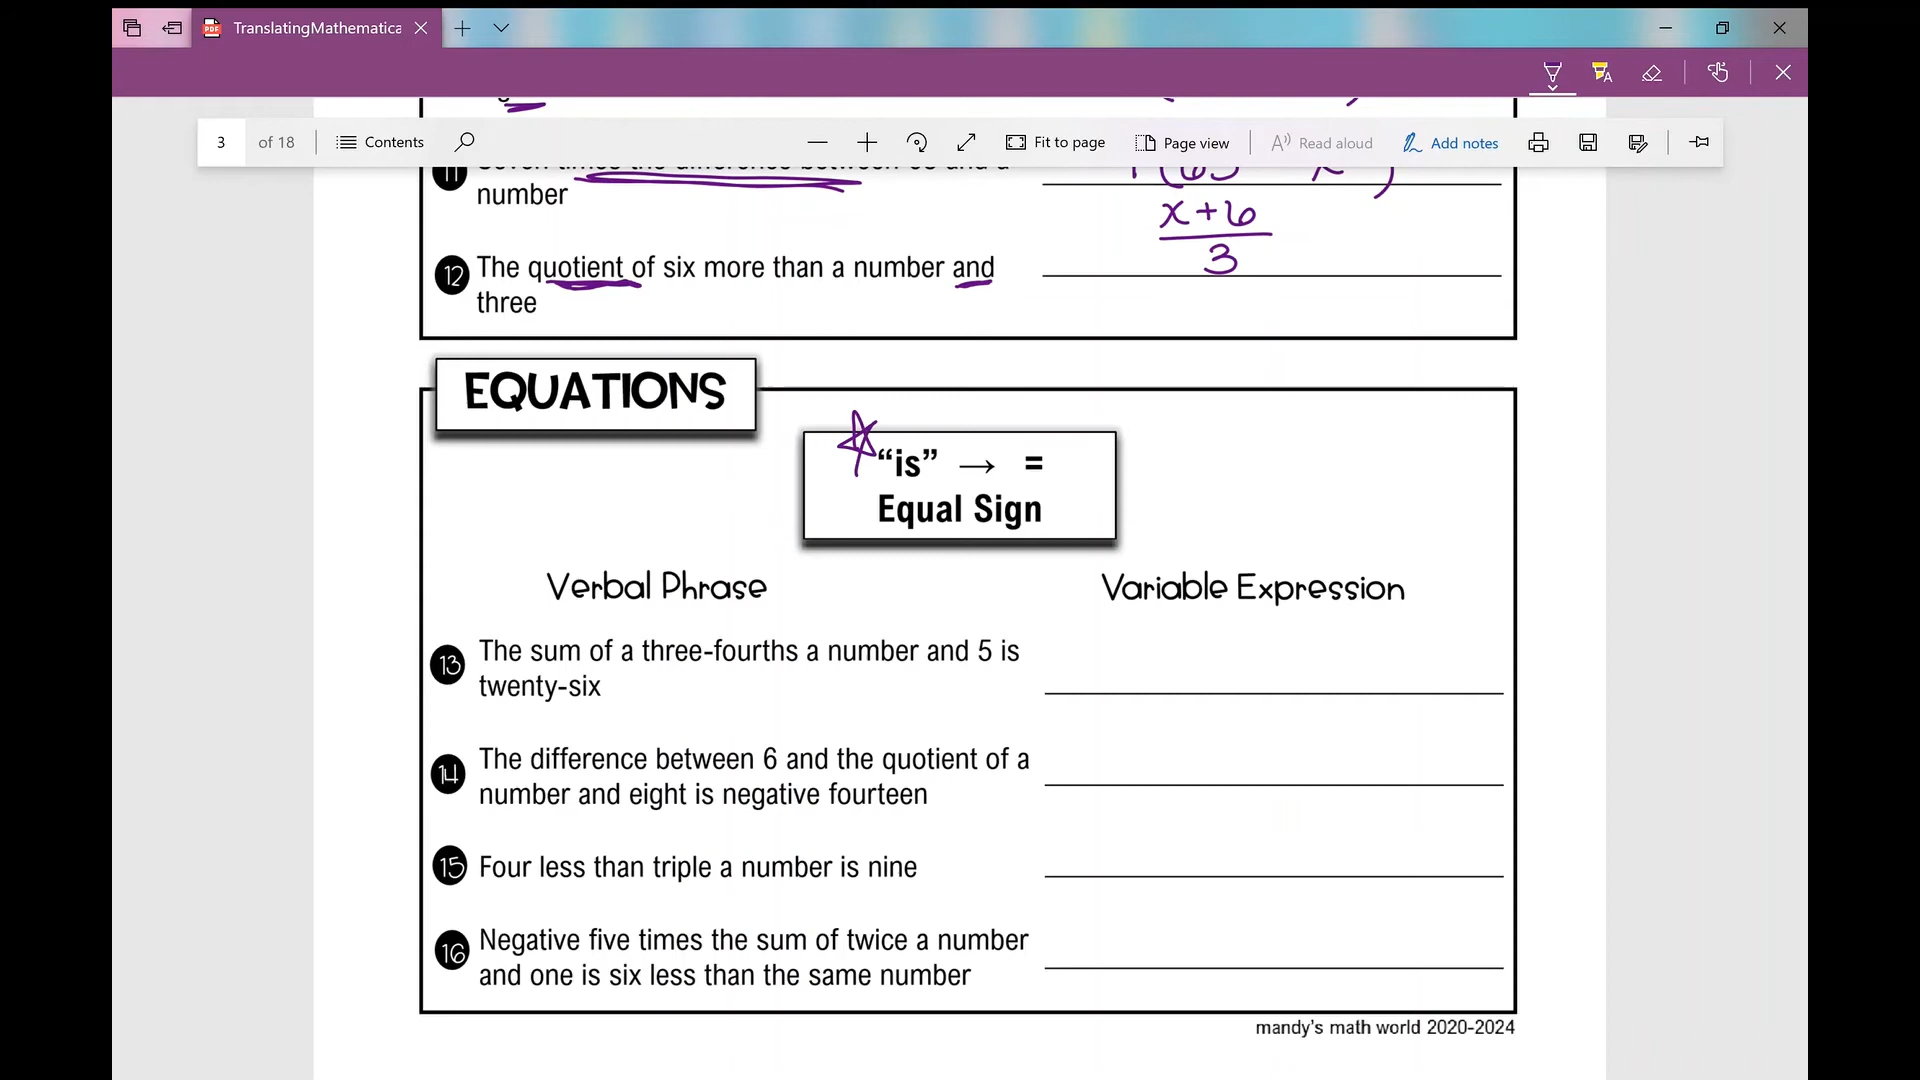 TranslatingMathematica
3 of 18
Contents
Fit to page
Page view
Read aloud
Add notes
11
number
x+6
3
12 The quotient of six more than a number and
three
EQUATIONS
“is” → =
Equal Sign
Verbal Phrase Variable Expression
13 The sum of a three-fourths a number and 5 is
twenty-six
14 The difference between 6 and the quotient of a
number and eight is negative fourteen
15 Four less than triple a number is nine
16 Negative five times the sum of twice a number
and one is six less than the same number
mandy's math world 2020-2024